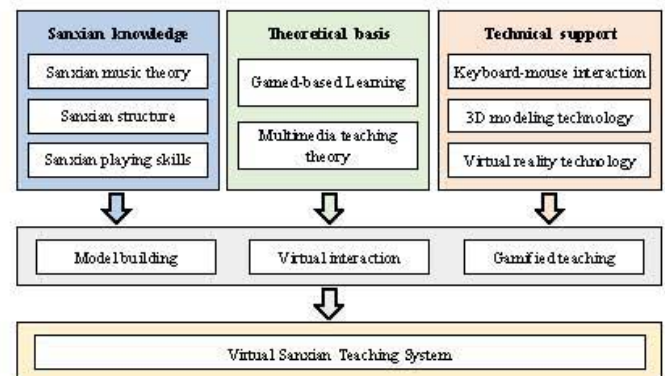 Sanxian knowledge
Sanxian music theory
Sanxian structure
Sanxian playing skills
Theoretical basis
Gamed-based Learning
Multimedia teaching
theory
Technical support
Keyboard-mouse interaction
3D modeling technology
Virtual reality technology
Model building
Virtual interaction
Gamified teaching
Virtual Sanxian Teaching System